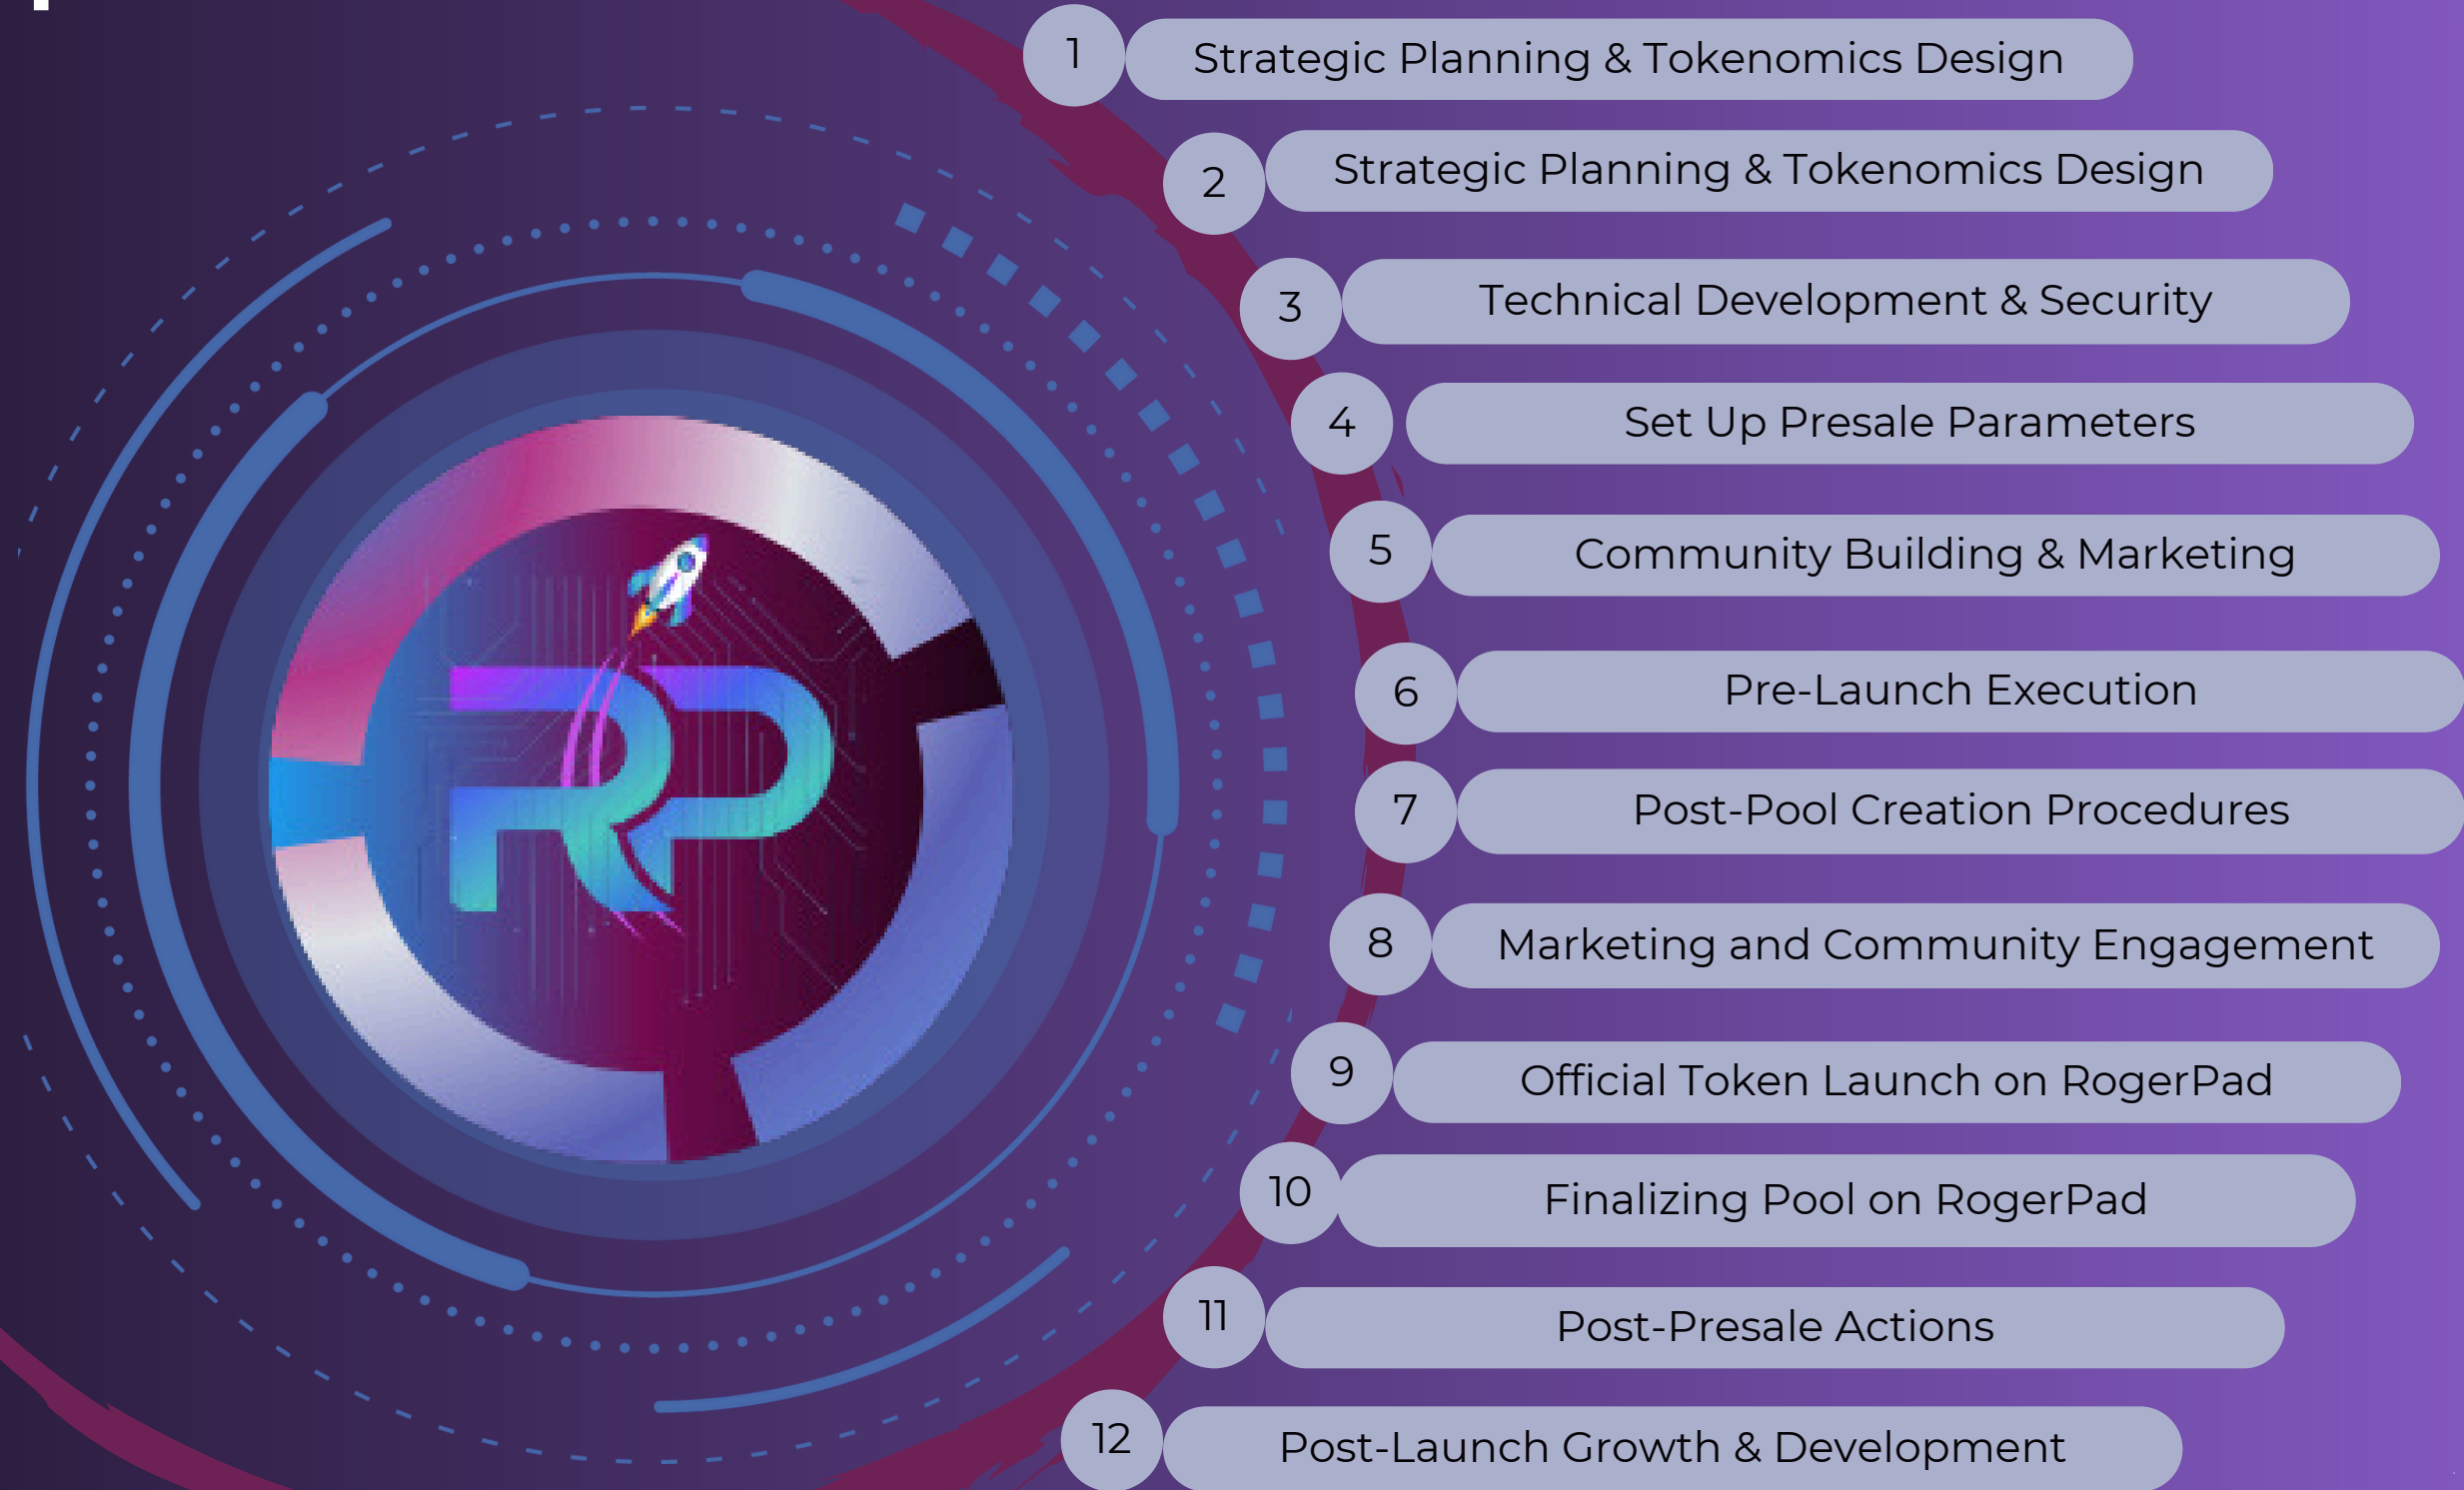 1
Strategic Planning & Tokenomics Design
2
Strategic Planning & Tokenomics Design
3
Technical Development & Security
4
Set Up Presale Parameters
5
Community Building & Marketing
6
Pre-Launch Execution
7
Post-Pool Creation Procedures
8
Marketing and Community Engagement
9
Official Token Launch on RogerPad
10
Finalizing Pool on RogerPad
11
Post-Presale Actions
12
Post-Launch Growth & Development
RP